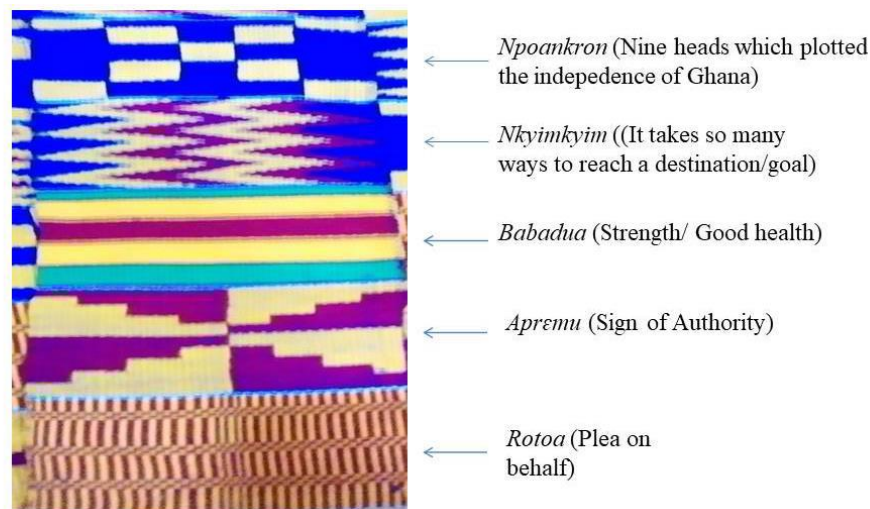 Npoankron (Nine heads which plotted
the indepedence of Ghana)
Nkyimkyim ((It takes so many
ways to reach a destination/goal)
Babadua (Strength/ Good health)
Aprɛmu (Sign of Authority)
Rotoa (Plea on
behalf)